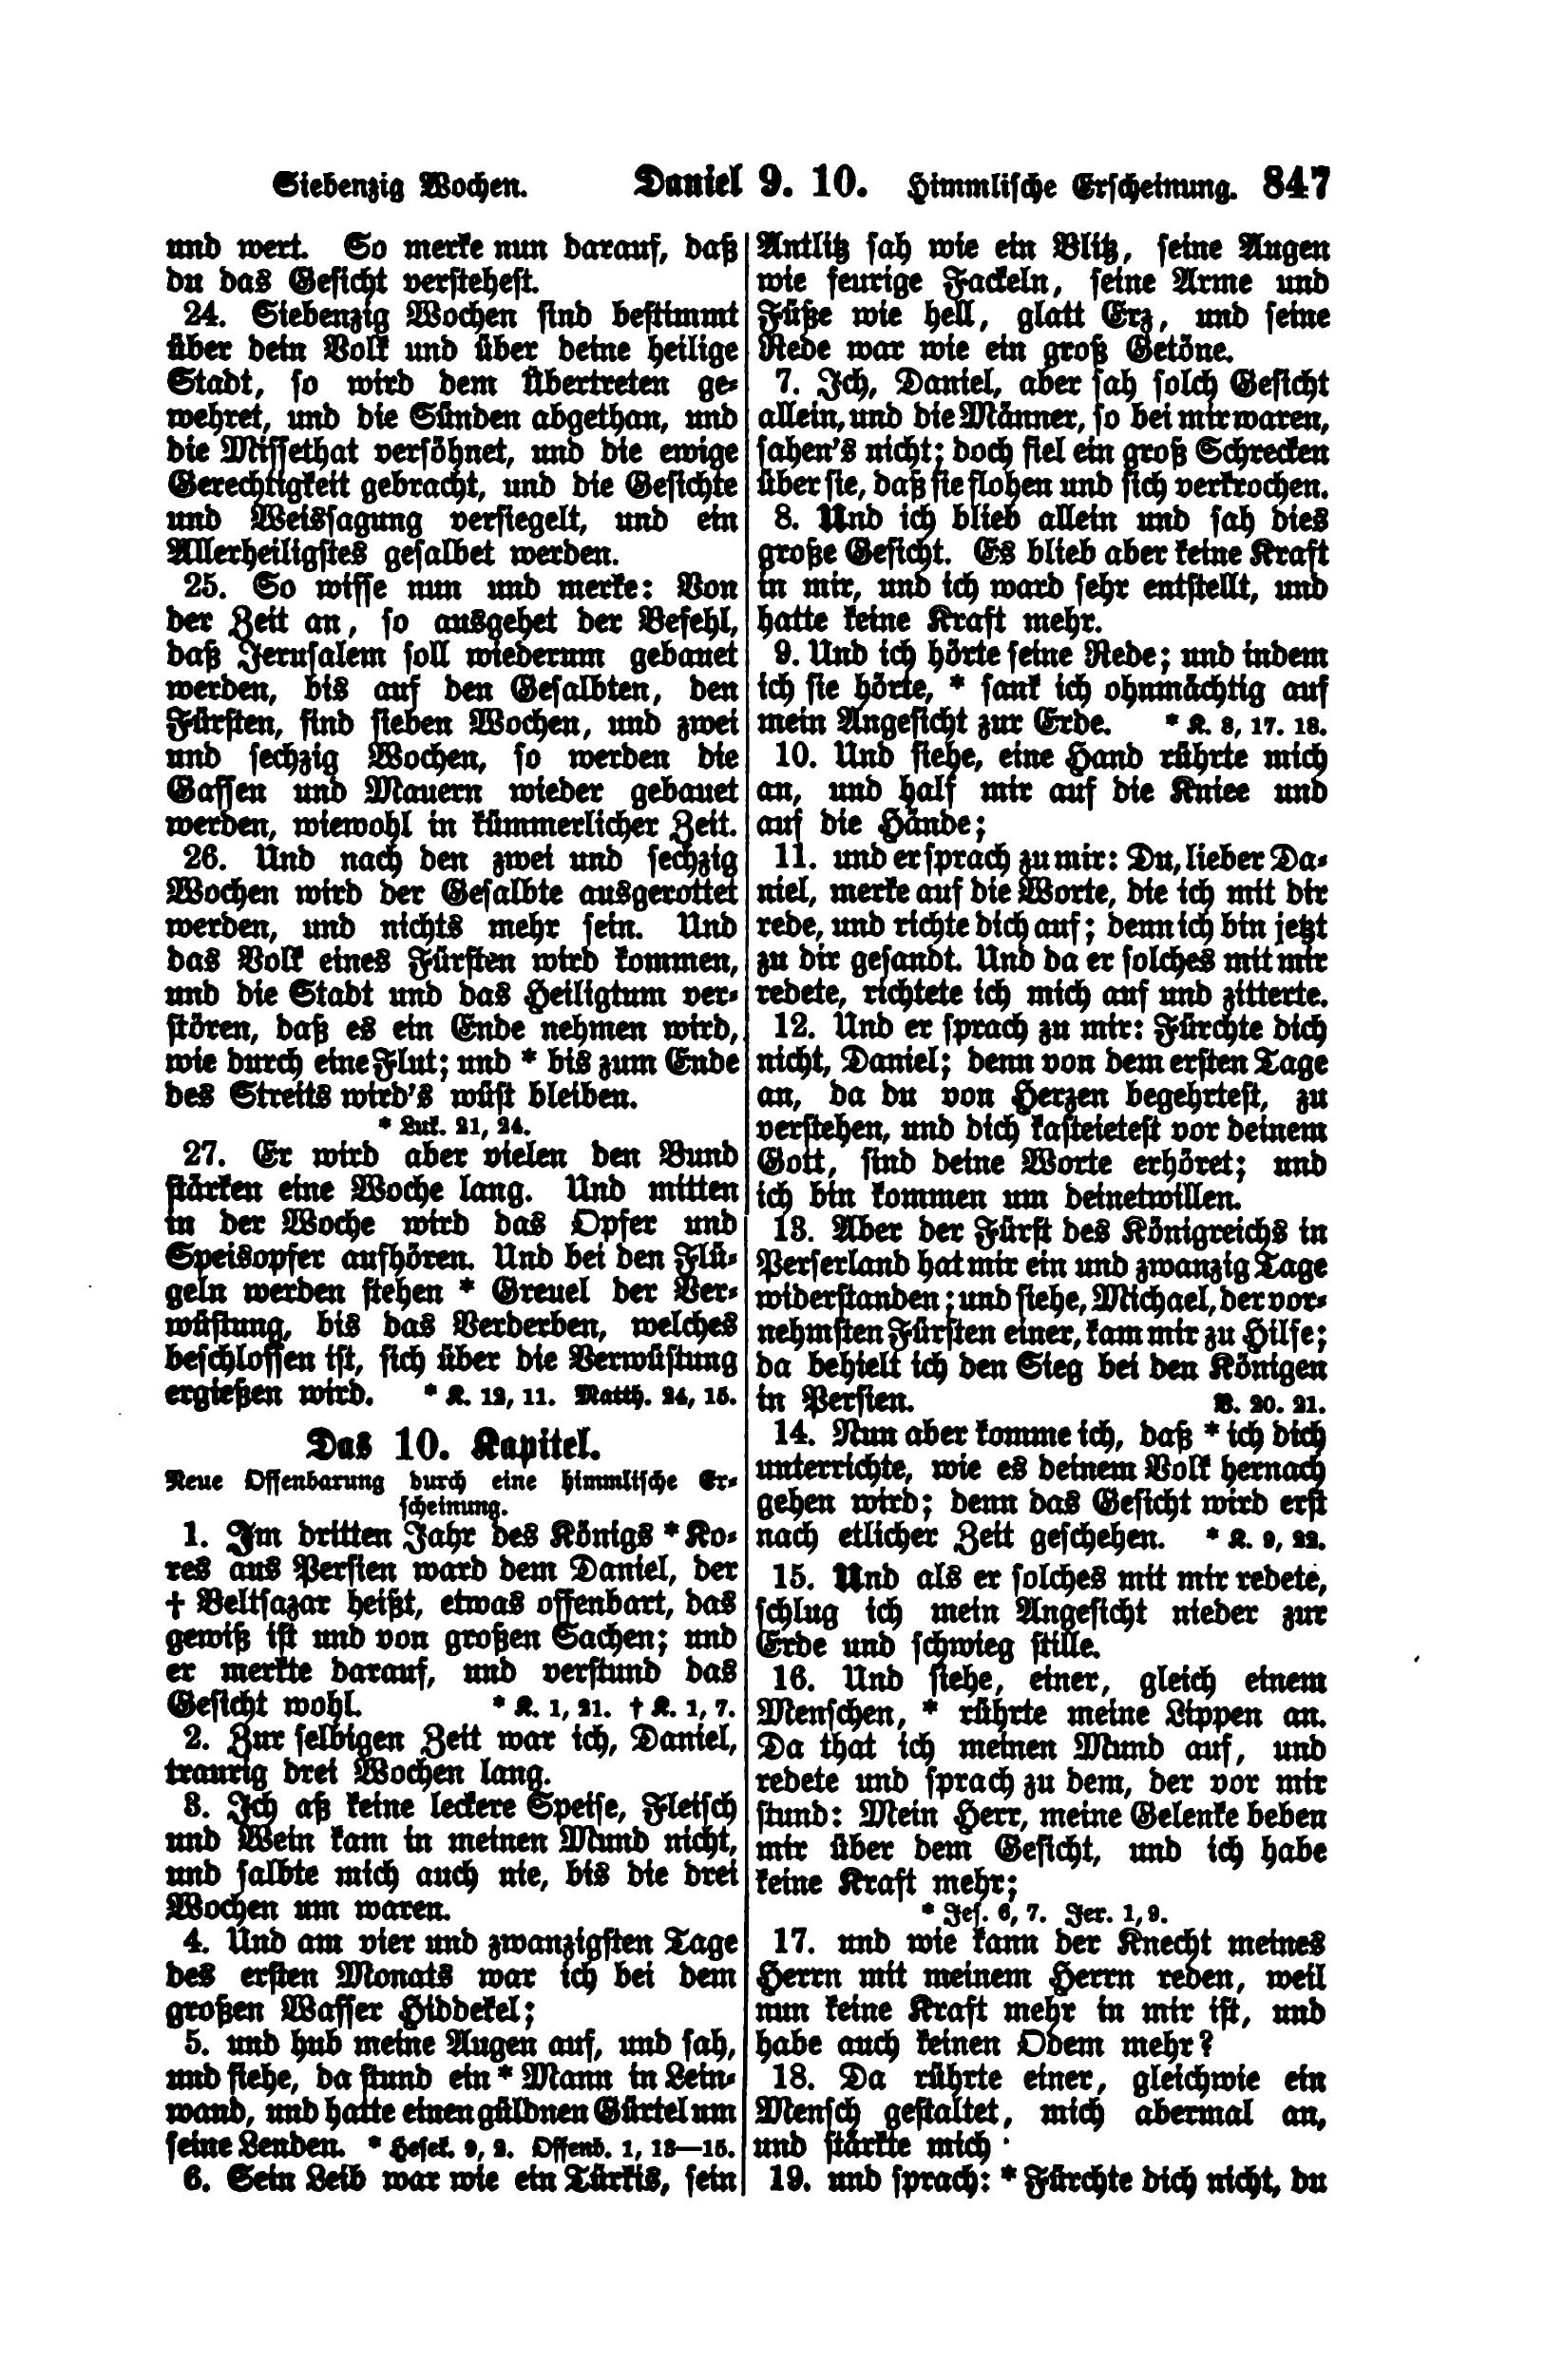 Siebenzig Wochen. Daniel 9. 10. Himmlische Erscheinung. 847
und wert. So merke nun darauf, daß
du das Gesicht verstehest.
24. Siebenzig Wochen sind bestimmt
über dein Volk und über deine heilige
Stadt, so wird dem Übertreten ge-
wehret, und die Sünden abgethan, und
die Missethat versöhnet, und die ewige
Gerechtigkeit gebracht, und die Gesichte
und Weissagung versiegelt, und ein
Allerheiligstes gesalbet werden.
25. So wisse nun und merke: Von
der Zeit an, so ausgehet der Befehl,
daß Jerusalem soll wiederum gebauet
werden, bis auf den Gesalbten, den
Fürsten, sind sieben Wochen, und zwei
und sechzig Wochen, so werden die
Gassen und Mauern wieder gebauet
werden, wiewohl in kümmerlicher Zeit.
26. Und nach den zwei und sechzig
Wochen wird der Gesalbte ausgerottet
werden, und nichts mehr sein. Und
das Volk eines Fürsten wird kommen,
und die Stadt und das Heiligtum ver-
stören, daß es ein Ende nehmen wird,
wie durch eine Flut; und * bis zum Ende
des Streits wird's wüst bleiben.
* Luk. 21, 24.
27. Er wird aber vielen den Bund
stärken eine Woche lang. Und mitten
in der Woche wird das Opfer und
Speisopfer aufhören. Und bei den Flü-
geln werden stehen * Greuel der Ver-
wüstung, bis das Verderben, welches
beschlossen ist, sich über die Verwüstung
ergießen wird. * K. 12, 11. Matth. 24, 15.
Das 10. Kapitel.
Neue Offenbarung durch eine himmlische Er-
scheinung.
1. Im dritten Jahr des Königs * Ko-
res aus Persien ward dem Daniel, der
† Beltsazar heißt, etwas offenbart, das
gewiß ist und von großen Sachen; und
er merkte darauf, und verstund das
Gesicht wohl. * K. 1, 21. † K. 1, 7.
2. Zur selbigen Zeit war ich, Daniel,
traurig drei Wochen lang.
3. Ich aß keine leckere Speise, Fleisch
und Wein kam in meinen Mund nicht,
und salbte mich auch nie, bis die drei
Wochen um waren.
4. Und am vier und zwanzigsten Tage
des ersten Monats war ich bei dem
großen Wasser Hiddekel;
5. und hub meine Augen auf, und sah,
und siehe, da stund ein * Mann in Lein-
wand, und hatte einen güldnen Gürtel um
seine Lenden. * Hesek. 9, 2. Offenb. 1, 13—15.
6. Sein Leib war wie ein Türkis, sein
Antlitz sah wie ein Blitz, seine Augen
wie feurige Fackeln, seine Arme und
Füße wie hell, glatt Erz, und seine
Rede war wie ein groß Getöne.
7. Ich, Daniel, aber sah solch Gesicht
allein, und die Männer, so bei mir waren,
sahen's nicht; doch fiel ein groß Schrecken
über sie, daß sie flohen und sich verkrochen.
8. Und ich blieb allein und sah dies
große Gesicht. Es blieb aber keine Kraft
in mir, und ich ward sehr entstellt, und
hatte keine Kraft mehr.
9. Und ich hörte seine Rede; und indem
ich sie hörte, * sank ich ohnmächtig auf
mein Angesicht zur Erde. * K. 8, 17. 18.
10. Und siehe, eine Hand rührte mich
an, und half mir auf die Kniee und
auf die Hände;
11. und er sprach zu mir: Du, lieber Da-
niel, merke auf die Worte, die ich mit dir
rede, und richte dich auf; denn ich bin jetzt
zu dir gesandt. Und da er solches mit mir
redete, richtete ich mich auf und zitterte.
12. Und er sprach zu mir: Fürchte dich
nicht, Daniel; denn von dem ersten Tage
an, da du von Herzen begehrtest, zu
verstehen, und dich kasteietest vor deinem
Gott, sind deine Worte erhöret; und
ich bin kommen um deinetwillen.
13. Aber der Fürst des Königreichs in
Perserland hat mir ein und zwanzig Tage
widerstanden; und siehe, Michael, der vor-
nehmsten Fürsten einer, kam mir zu Hilfe;
da behielt ich den Sieg bei den Königen
in Persien. V. 20. 21.
14. Nun aber komme ich, daß * ich dich
unterrichte, wie es deinem Volk hernach
gehen wird; denn das Gesicht wird erst
nach etlicher Zeit geschehen. * K. 9, 22.
15. Und als er solches mit mir redete,
schlug ich mein Angesicht nieder zur
Erde und schwieg stille.
16. Und siehe, einer, gleich einem
Menschen, * rührte meine Lippen an.
Da that ich meinen Mund auf, und
redete und sprach zu dem, der vor mir
stund: Mein Herr, meine Gelenke beben
mir über dem Gesicht, und ich habe
keine Kraft mehr;
* Jes. 6, 7. Jer. 1, 9.
17. und wie kann der Knecht meines
Herrn mit meinem Herrn reden, weil
nun keine Kraft mehr in mir ist, und
habe auch keinen Odem mehr?
18. Da rührte einer, gleichwie ein
Mensch gestaltet, mich abermal an,
und stärkte mich
19. und sprach: * Fürchte dich nicht, du